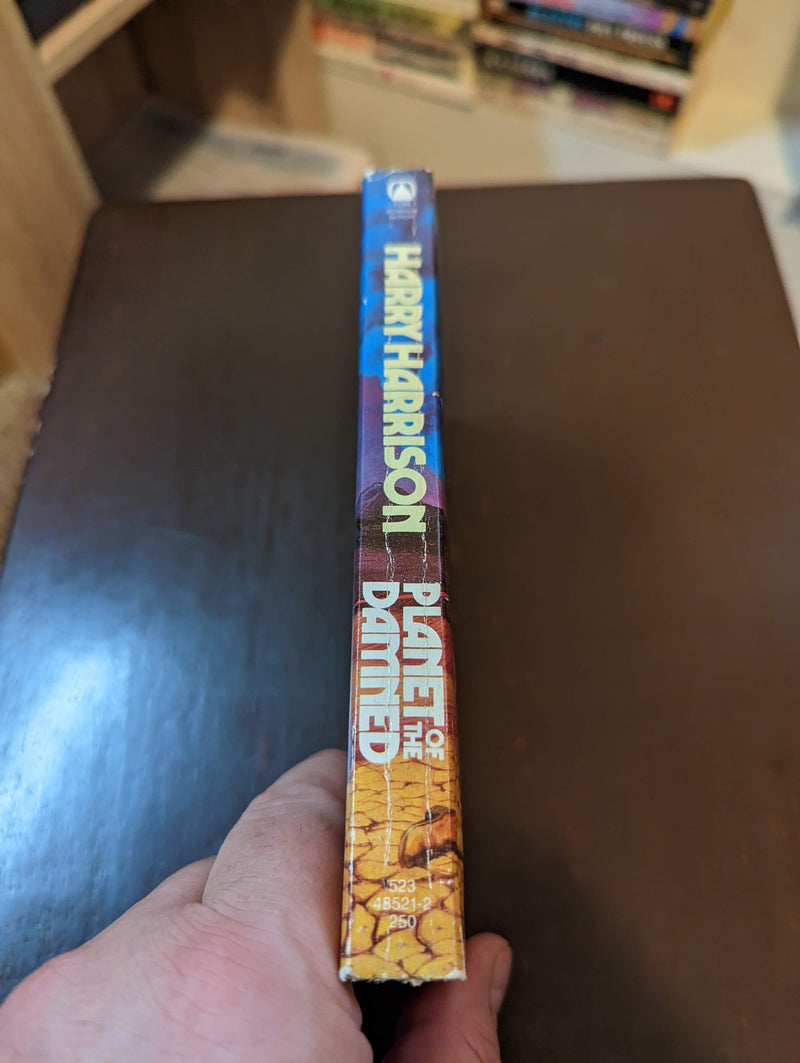 HARRY HARRISON
PLANET OF THE
DAMNED
523
48521-2
250